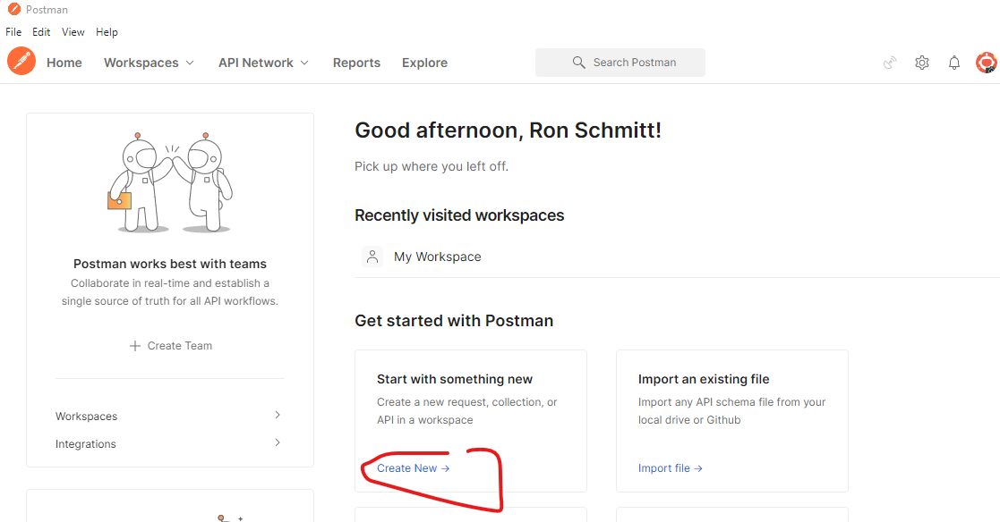 Postman
File Edit View Help
Home Workspaces API Network Reports Explore Search Postman
Good afternoon, Ron Schmitt!
Pick up where you left off.
Recently visited workspaces
My Workspace
Postman works best with teams
Collaborate in real-time and establish a
single source of truth for all API workflows.
Create Team
Workspaces
Integrations
Get started with Postman
Start with something new
Create a new request, collection, or
API in a workspace
Create New →
Import an existing file
Import any API schema file from your
local drive or Github
Import file →